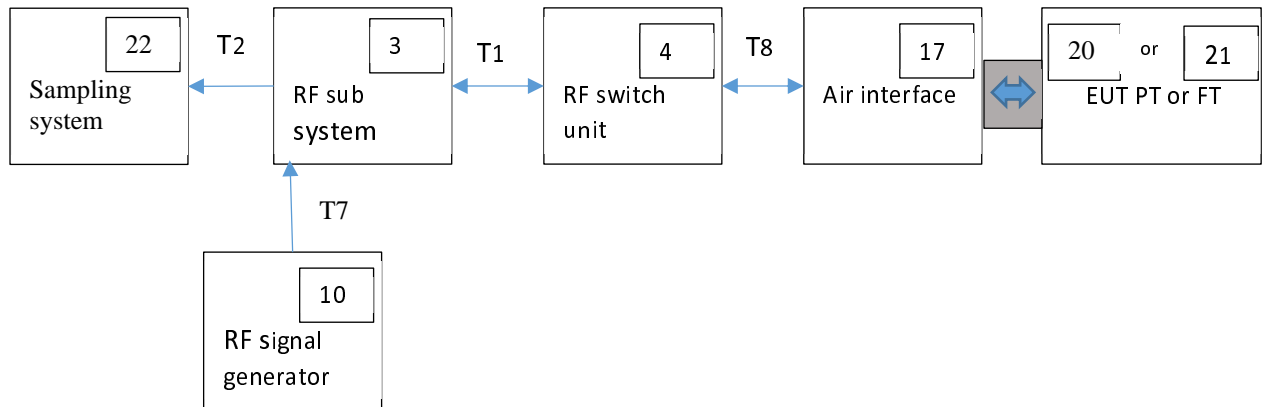 22
Sampling
system
T2
3
RF sub
system
T1
4
RF switch
unit
T8
17
Air interface
20 or 21
EUT PT or FT
T7
10
RF signal
generator